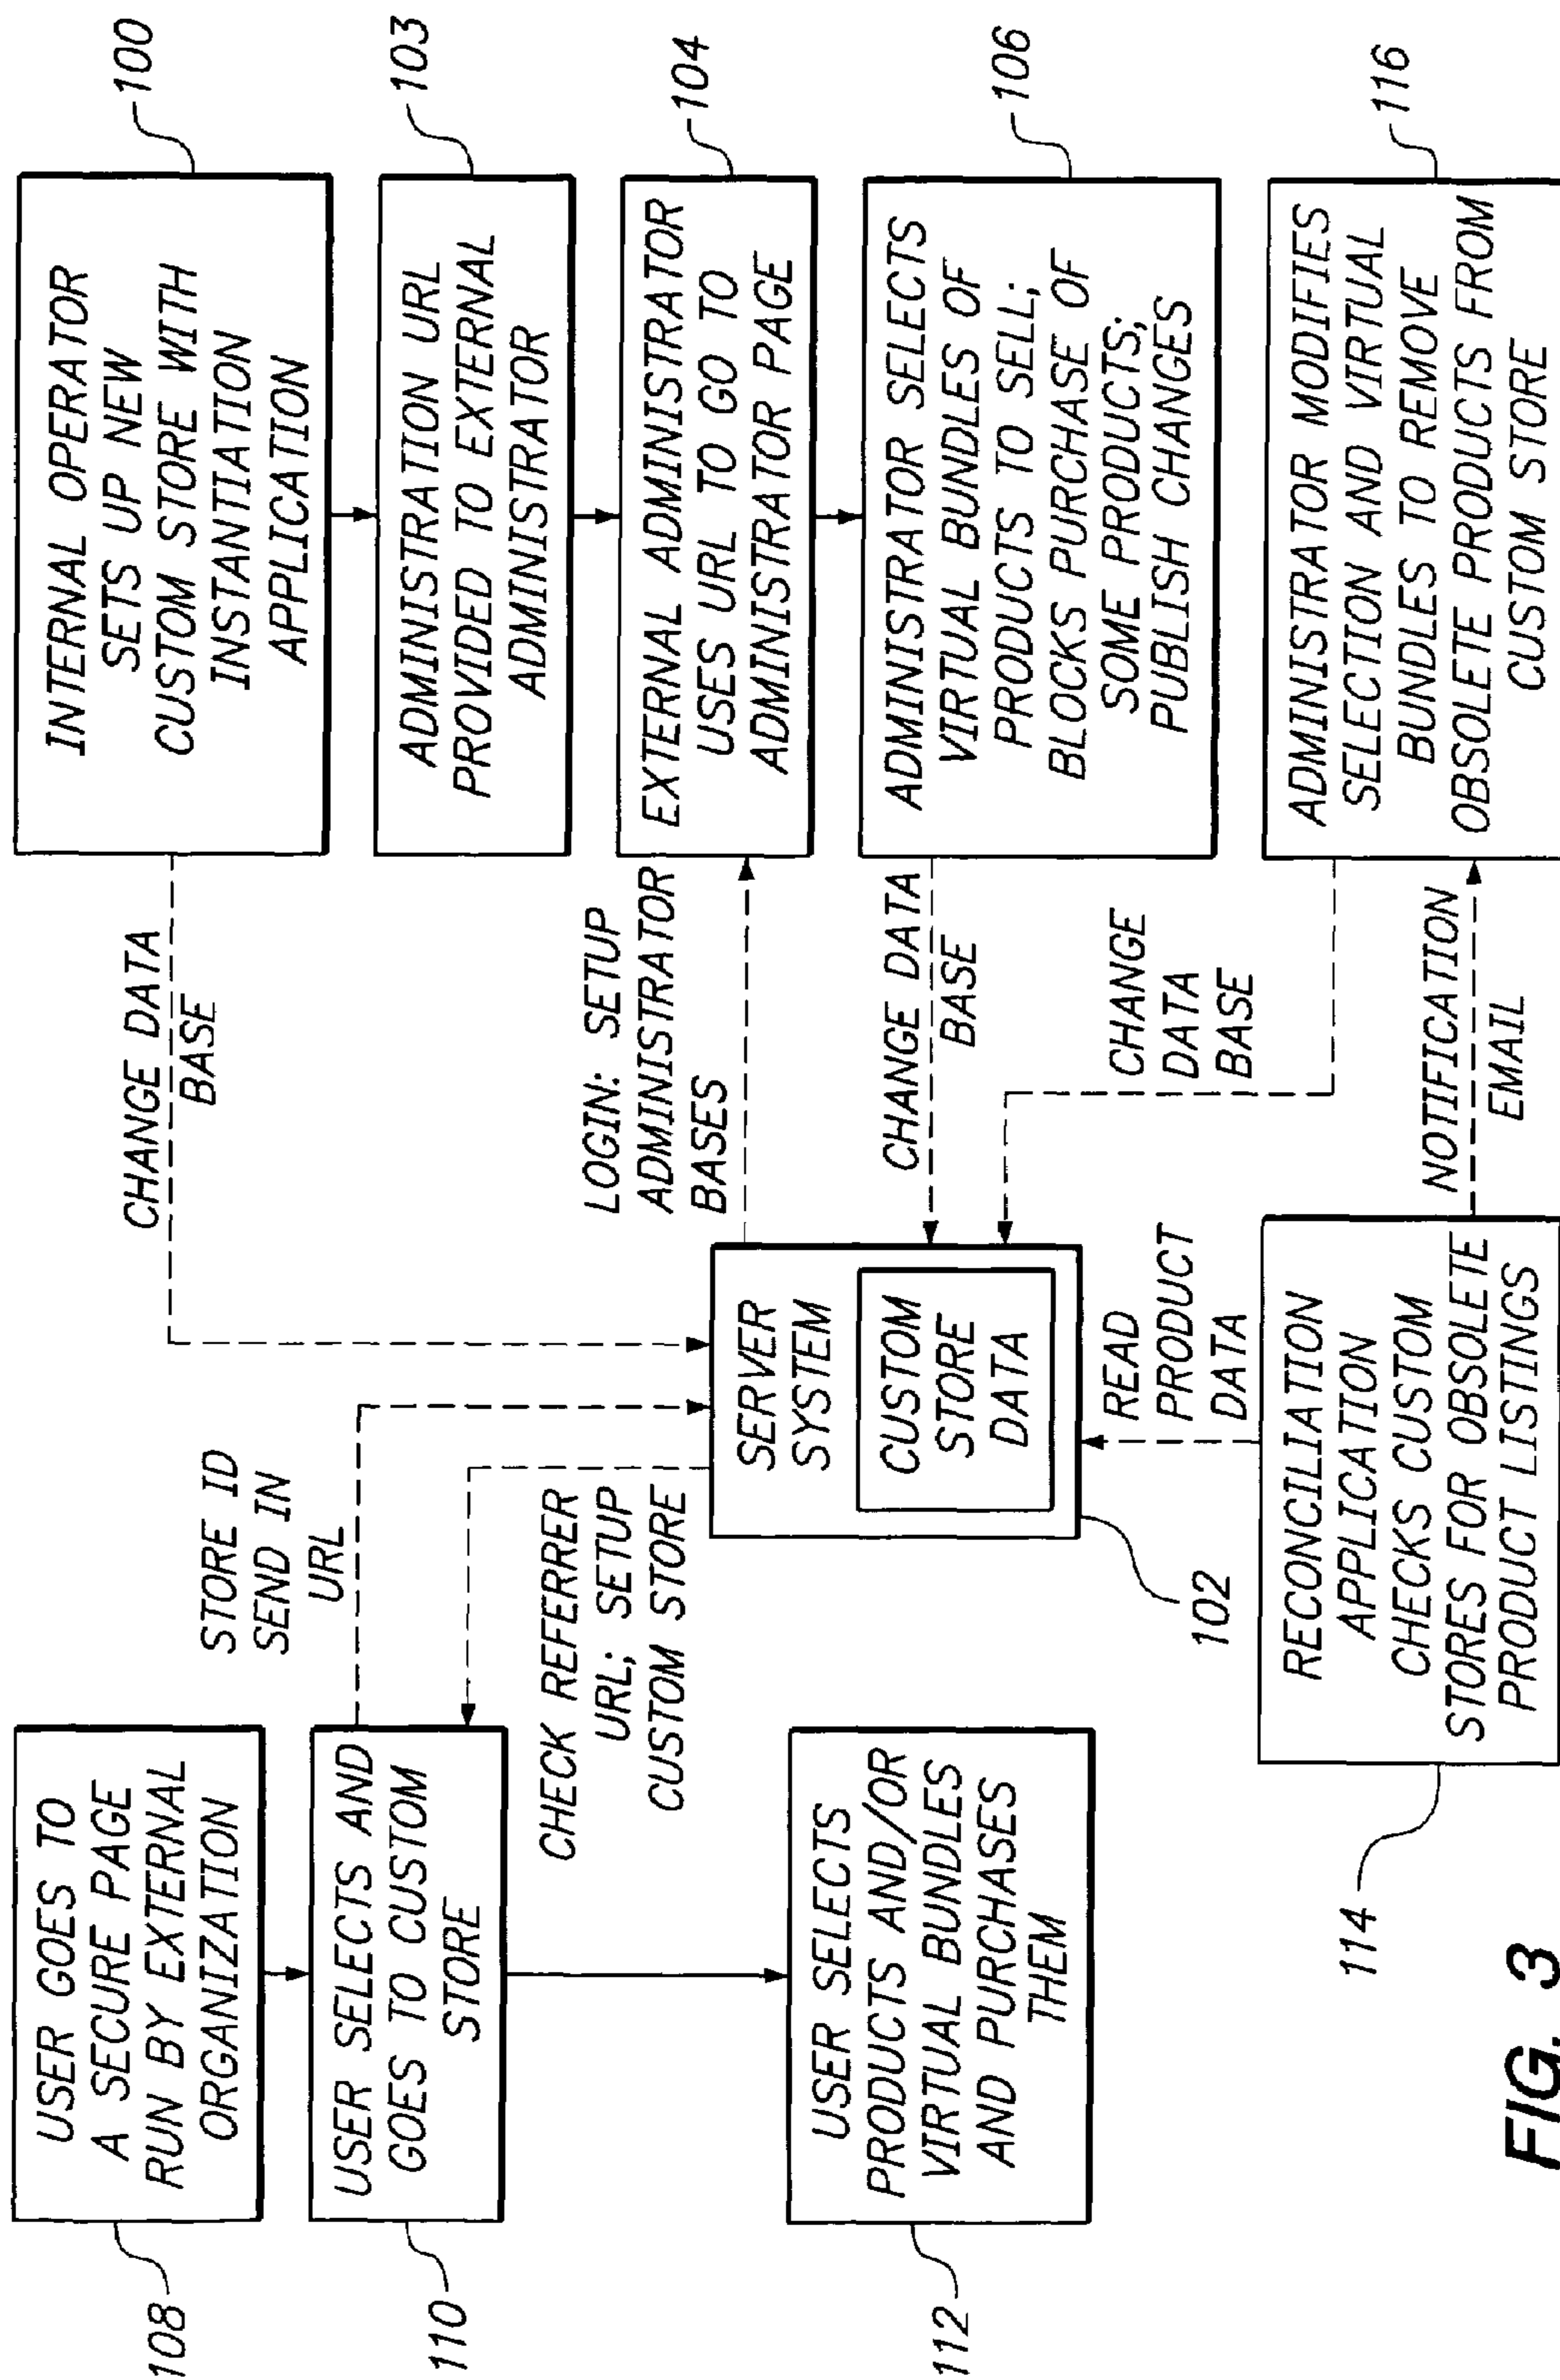 108
USER GOES TO
A SECURE PAGE
RUN BY EXTERNAL
ORGANIZATION
110
USER SELECTS AND
GOES TO CUSTOM
STORE
112
USER SELECTS
PRODUCTS AND/OR
VIRTUAL BUNDLES
AND PURCHASES
THEM
STORE ID
SEND IN
URL
CHECK REFERRER
URL; SETUP
CUSTOM STORE
CHANGE DATA
BASE
LOGIN: SETUP
ADMINISTRATOR
BASES
CHANGE DATA
BASE
CHANGE
DATA
BASE
SERVER
SYSTEM
CUSTOM
STORE
DATA
102
READ
PRODUCT
DATA
114
RECONCILIATION
APPLICATION
CHECKS CUSTOM
STORES FOR OBSOLETE
PRODUCT LISTINGS
NOTIFICATION
EMAIL
INTERNAL OPERATOR
SETS UP NEW
CUSTOM STORE WITH
INSTANTIATION
APPLICATION
100
ADMINISTRATION URL
PROVIDED TO EXTERNAL
ADMINISTRATOR
103
EXTERNAL ADMINISTRATOR
USES URL TO GO TO
ADMINISTRATOR PAGE
104
ADMINISTRATOR SELECTS
VIRTUAL BUNDLES OF
PRODUCTS TO SELL;
BLOCKS PURCHASE OF
SOME PRODUCTS;
PUBLISH CHANGES
106
ADMINISTRATOR MODIFIES
SELECTION AND VIRTUAL
BUNDLES TO REMOVE
OBSOLETE PRODUCTS FROM
CUSTOM STORE
116
FIG. 3